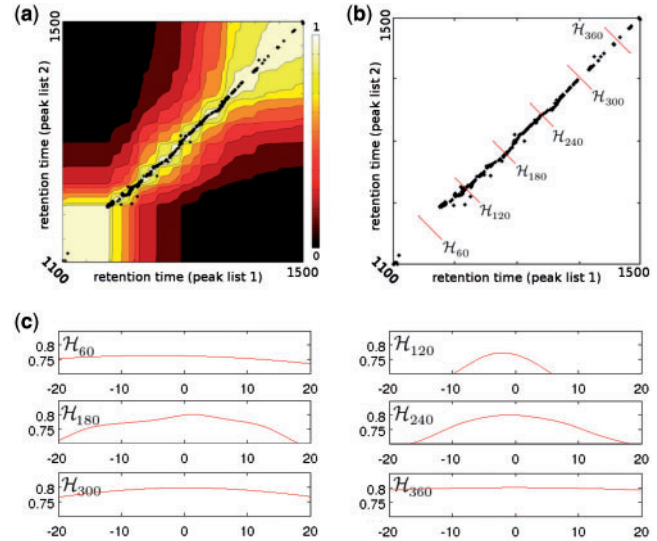 (a)
1500
retention time (peak list 2)
1100
retention time (peak list 1)
1500
1
0
(b)
1500
retention time (peak list 2)
1100
retention time (peak list 1)
1500
ℋ360
ℋ300
ℋ240
ℋ180
ℋ120
ℋ60
(c)
ℋ60
0.8
0.75
-20 -10 0 10 20
ℋ120
0.8
0.75
-20 -10 0 10 20
ℋ180
0.8
0.75
-20 -10 0 10 20
ℋ240
0.8
0.75
-20 -10 0 10 20
ℋ300
0.8
0.75
-20 -10 0 10 20
ℋ360
0.8
0.75
-20 -10 0 10 20